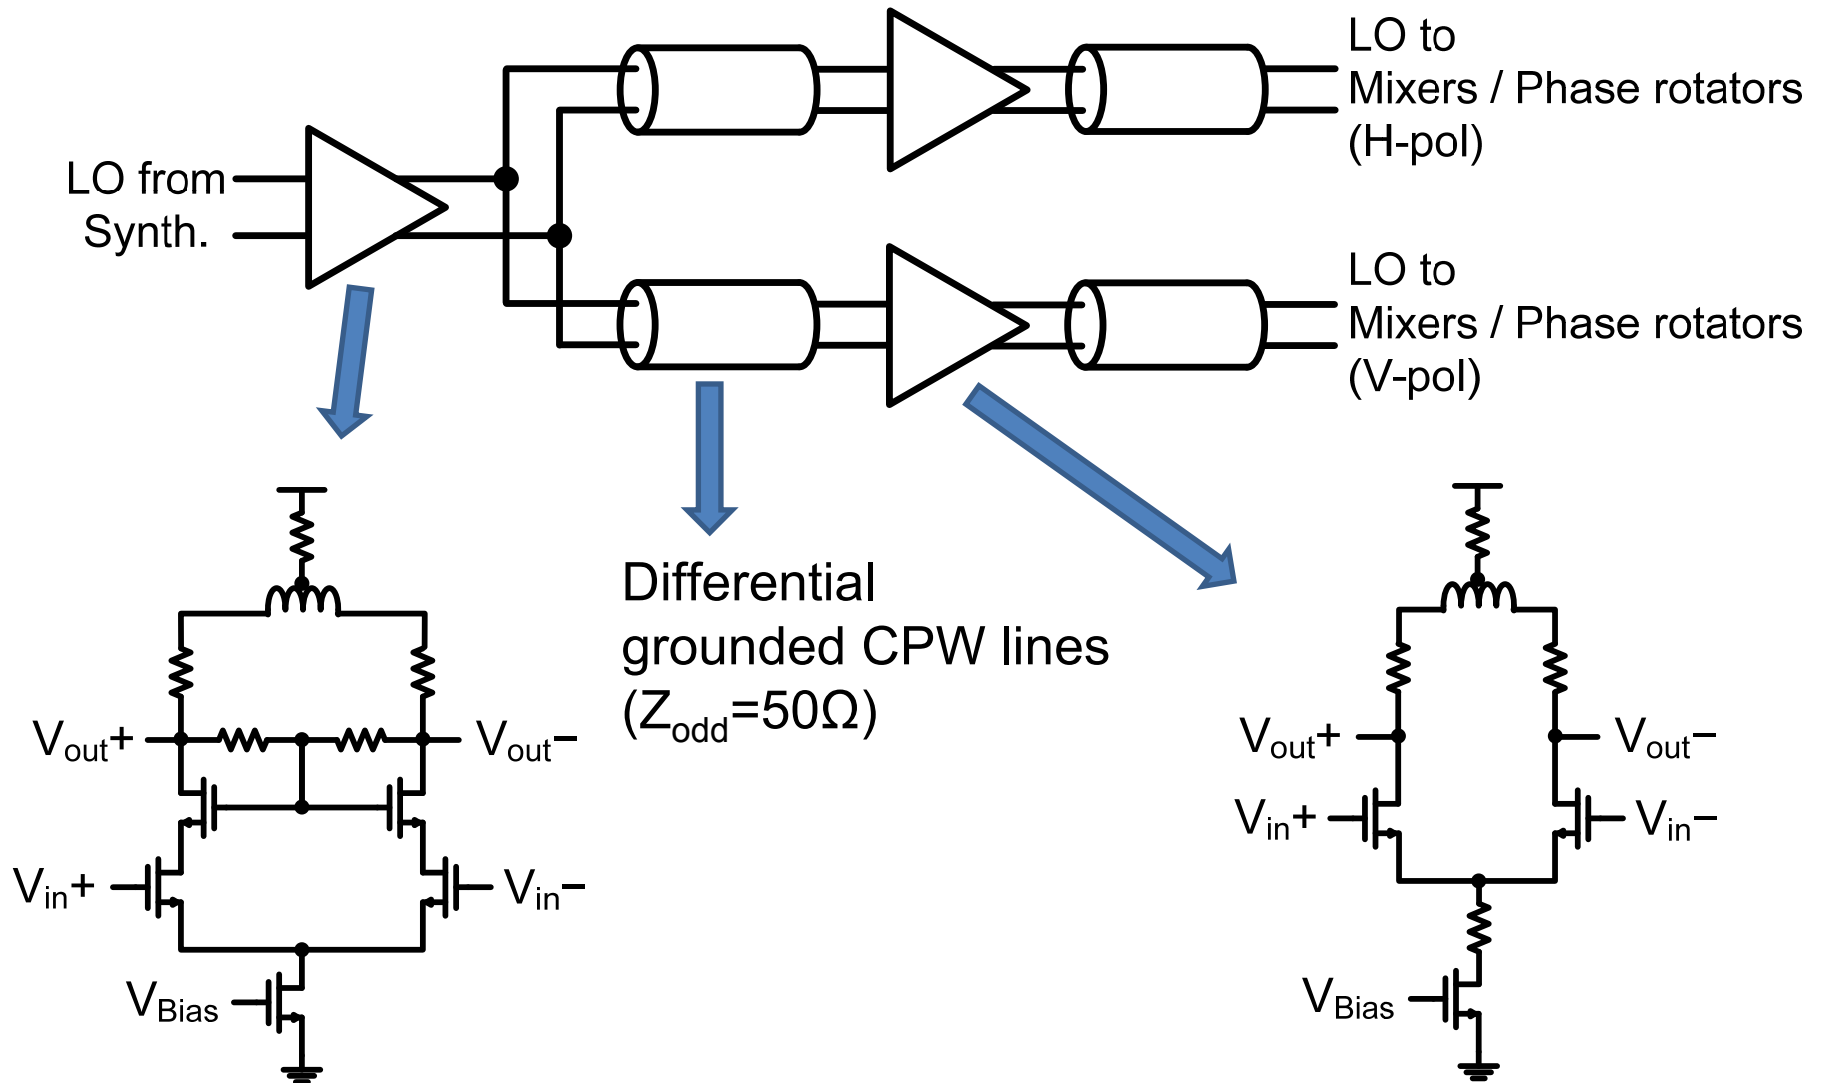 LO to
Mixers / Phase rotators
(H-pol)
LO from
Synth.
LO to
Mixers / Phase rotators
(V-pol)
Differential
grounded CPW lines
(Zodd=50Ω)
Vout+
Vout−
Vin+
Vin−
VBias
Vout+
Vout−
Vin+
Vin−
VBias